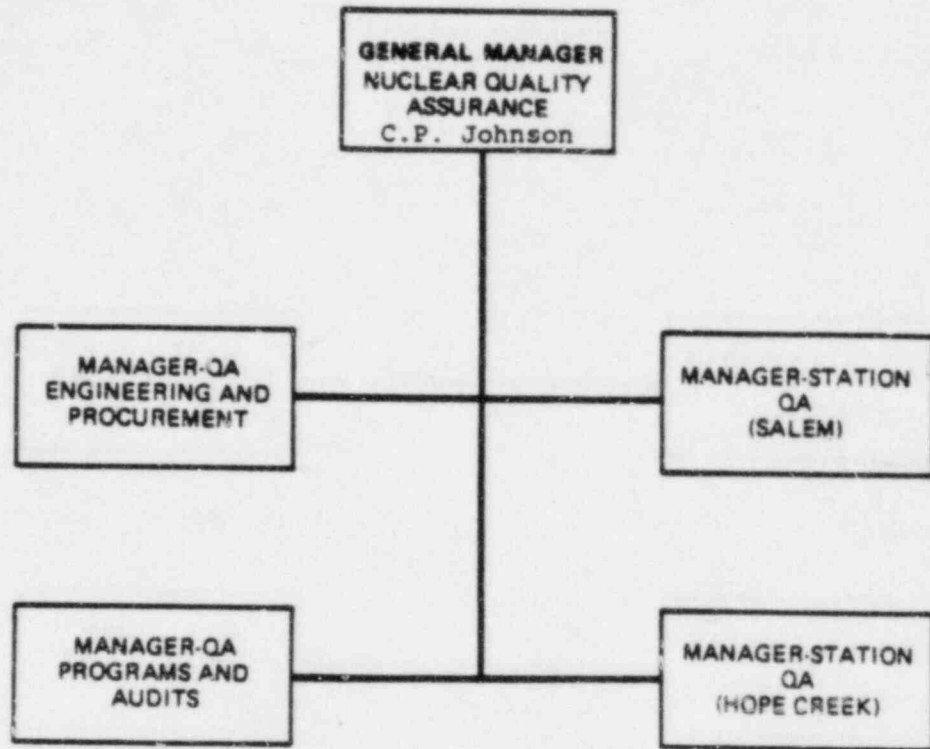 GENERAL MANAGER
NUCLEAR QUALITY
ASSURANCE
C.P. Johnson
MANAGER-QA
ENGINEERING AND
PROCUREMENT
MANAGER-STATION
QA
(SALEM)
MANAGER-QA
PROGRAMS AND
AUDITS
MANAGER-STATION
QA
(HOPE CREEK)